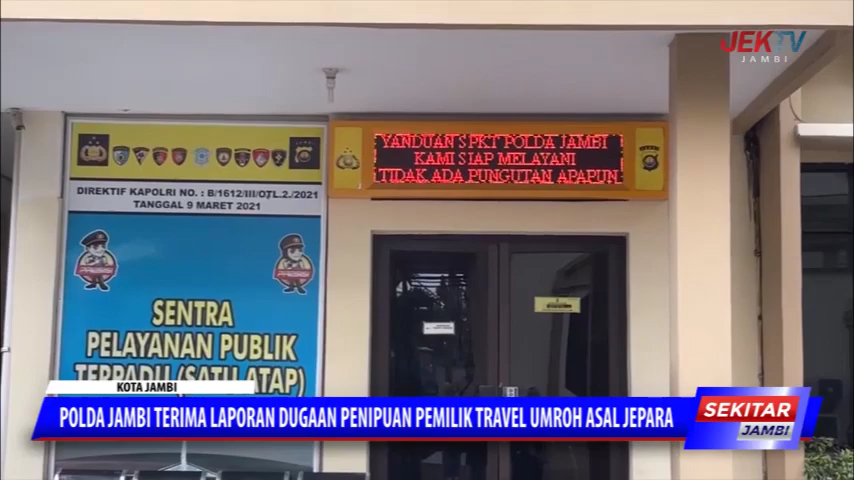 JEKTV
JAMBI
YANDUAN SPKT POLDA JAMBI
KAMI SIAP MELAYANI
TIDAK ADA PUNGUTAN APAPUN
DIREKTIF KAPOLRI NO. : B/1612/III/OTL.2./2021
TANGGAL 9 MARET 2021
PRESISI
PRESISI
SENTRA
PELAYANAN PUBLIK
TERPADU (SATU ATAP)
KOTA JAMBI
POLDA JAMBI TERIMA LAPORAN DUGAAN PENIPUAN PEMILIK TRAVEL UMROH ASAL JEPARA
SEKITAR
JAMBI